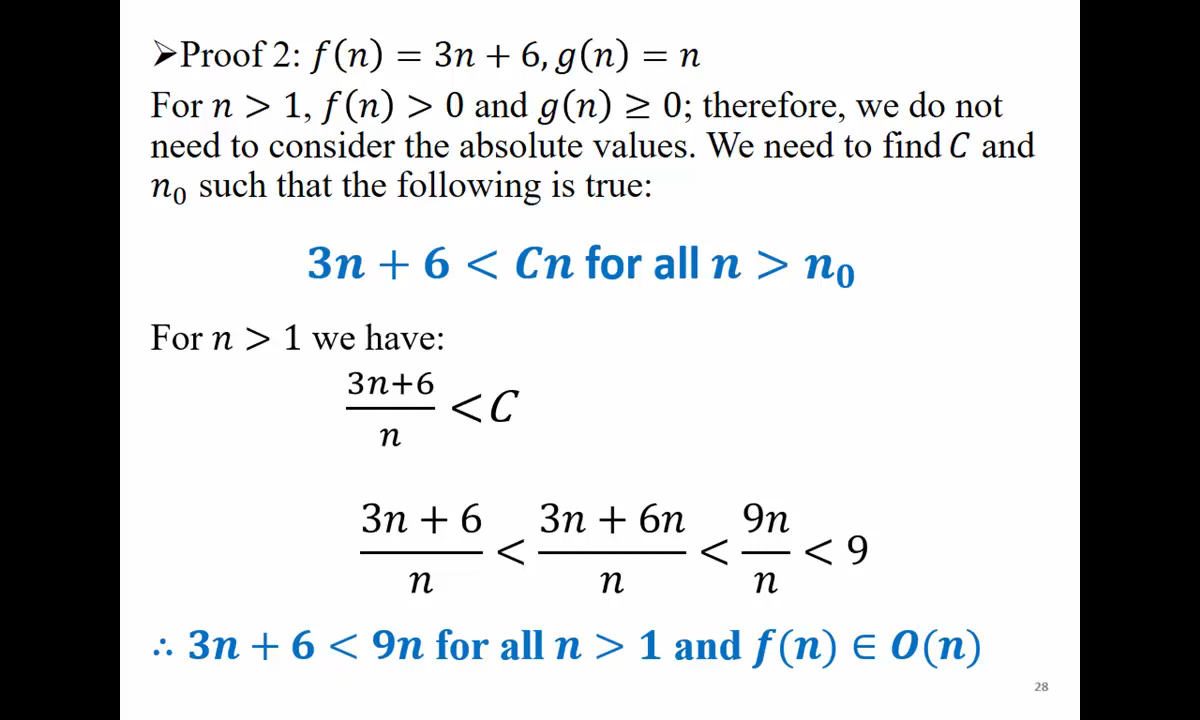 ➢Proof 2: f(n) = 3n + 6, g(n) = n
For n > 1, f(n) > 0 and g(n) ≥ 0; therefore, we do not
need to consider the absolute values. We need to find C and
n₀ such that the following is true:
3n + 6 < Cn for all n > n₀
For n > 1 we have:
(3n+6)/n < C
(3n + 6)/n < (3n + 6n)/n < 9n/n < 9
∴ 3n + 6 < 9n for all n > 1 and f(n) ∈ O(n)
28